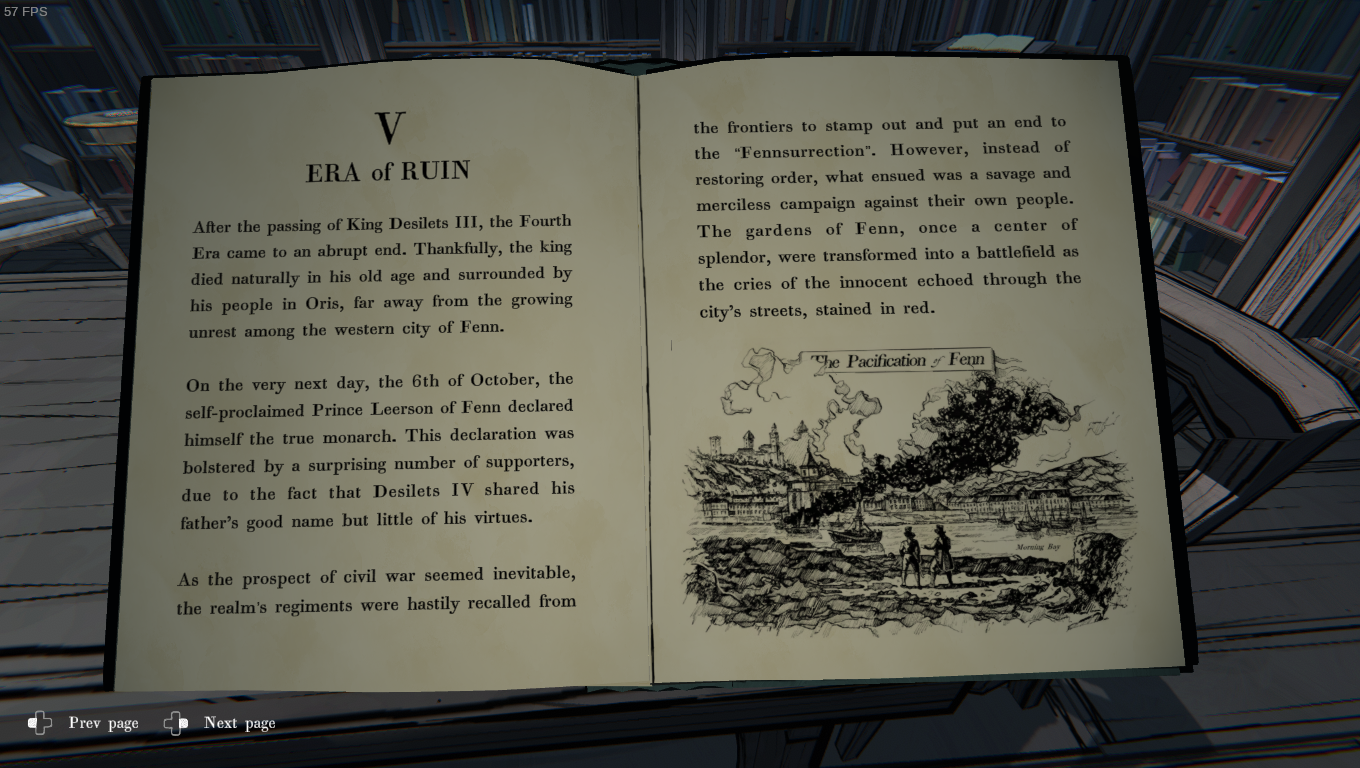 57 FPS
V
ERA of RUIN
After the passing of King Desilets III, the Fourth
Era came to an abrupt end. Thankfully, the king
died naturally in his old age and surrounded by
his people in Oris, far away from the growing
unrest among the western city of Fenn.
On the very next day, the 6th of October, the
self-proclaimed Prince Leerson of Fenn declared
himself the true monarch. This declaration was
bolstered by a surprising number of supporters,
due to the fact that Desilets IV shared his
father's good name but little of his virtues.
As the prospect of civil war seemed inevitable,
the realm's regiments were hastily recalled from
the frontiers to stamp out and put an end to
the "Fennsurrection". However, instead of
restoring order, what ensued was a savage and
merciless campaign against their own people.
The gardens of Fenn, once a center of
splendor, were transformed into a battlefield as
the cries of the innocent echoed through the
city's streets, stained in red.
The Pacification of Fenn
Morning Bay
Prev page
Next page